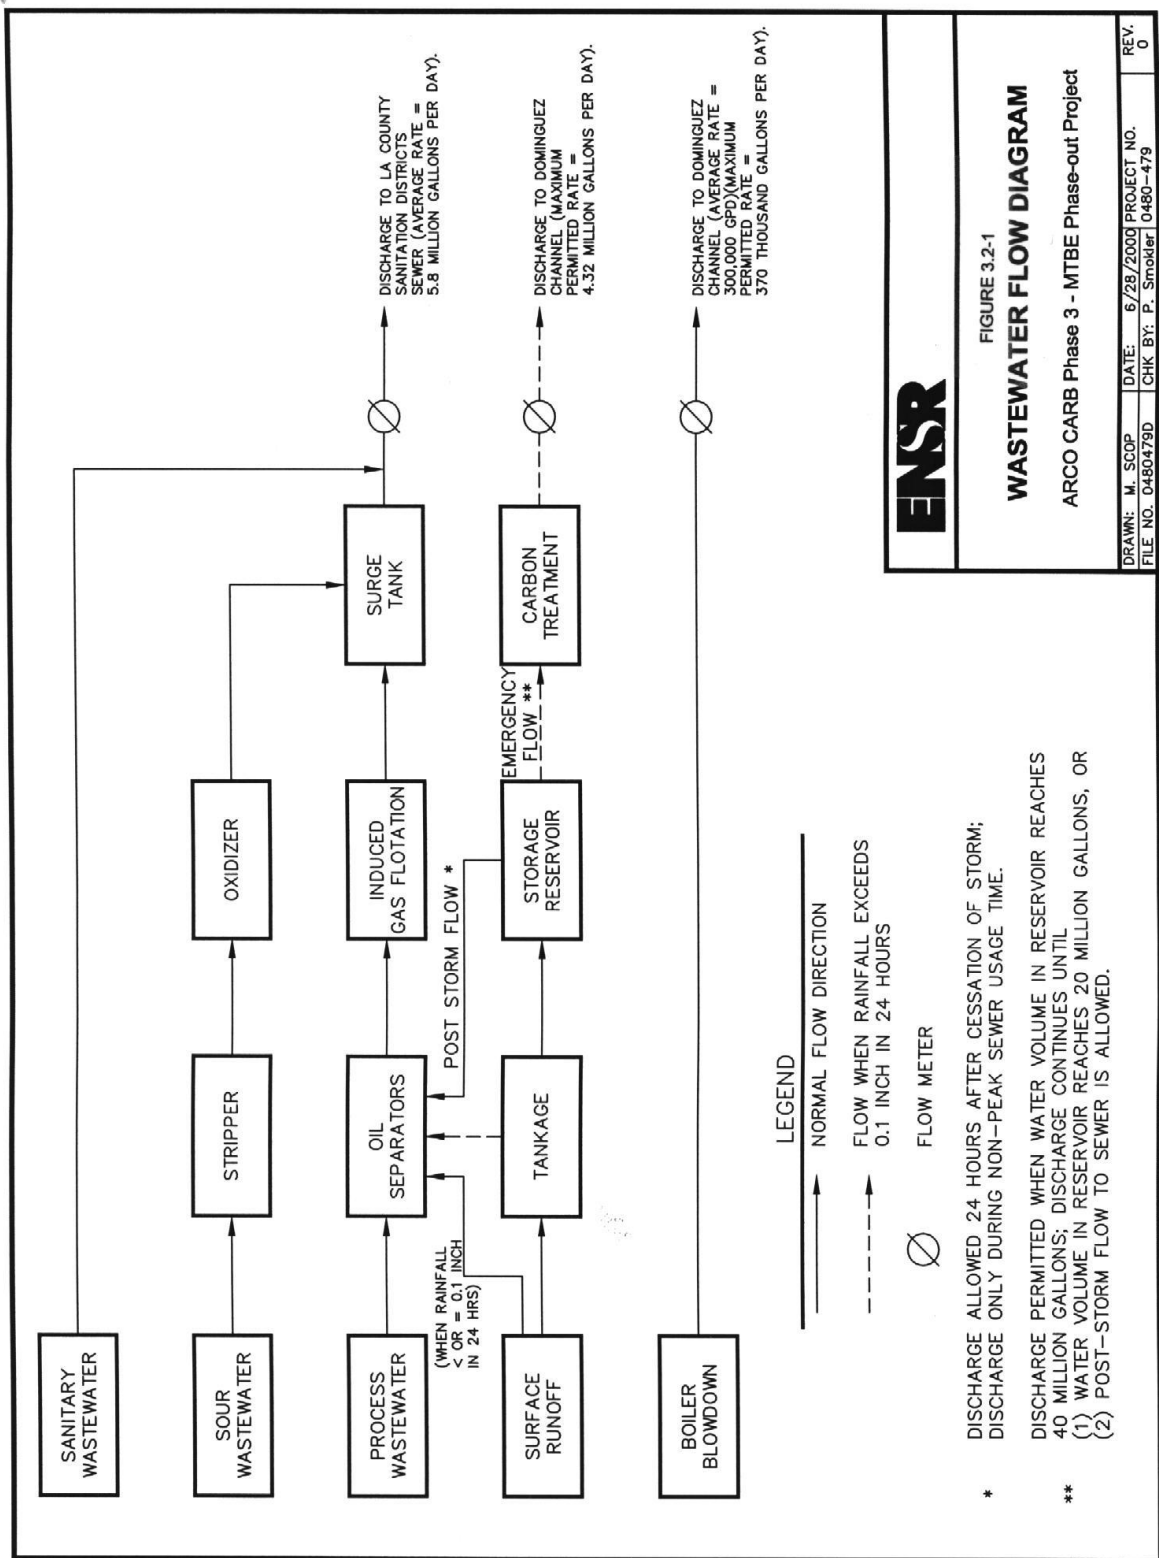 SANITARY
WASTEWATER
SOUR
WASTEWATER
STRIPPER
OXIDIZER
PROCESS
WASTEWATER
OIL
SEPARATORS
INDUCED
GAS FLOTATION
SURGE
TANK
DISCHARGE TO LA COUNTY
SANITATION DISTRICTS
SEWER (AVERAGE RATE =
5.8 MILLION GALLONS PER DAY).
(WHEN RAINFALL
< OR = 0.1 INCH
IN 24 HRS)
POST STORM FLOW *
SURFACE
RUNOFF
TANKAGE
STORAGE
RESERVOIR
EMERGENCY
FLOW **
CARBON
TREATMENT
DISCHARGE TO DOMINGUEZ
CHANNEL (MAXIMUM
PERMITTED RATE =
4.32 MILLION GALLONS PER DAY).
BOILER
BLOWDOWN
DISCHARGE TO DOMINGUEZ
CHANNEL (AVERAGE RATE =
300,000 GPD)(MAXIMUM
PERMITTED RATE =
370 THOUSAND GALLONS PER DAY).
LEGEND
NORMAL FLOW DIRECTION
FLOW WHEN RAINFALL EXCEEDS
0.1 INCH IN 24 HOURS
FLOW METER
* DISCHARGE ALLOWED 24 HOURS AFTER CESSATION OF STORM;
DISCHARGE ONLY DURING NON-PEAK SEWER USAGE TIME.
DISCHARGE PERMITTED WHEN WATER VOLUME IN RESERVOIR REACHES
** 40 MILLION GALLONS; DISCHARGE CONTINUES UNTIL
(1) WATER VOLUME IN RESERVOIR REACHES 20 MILLION GALLONS, OR
(2) POST-STORM FLOW TO SEWER IS ALLOWED.
ENSR
FIGURE 3.2-1
WASTEWATER FLOW DIAGRAM
ARCO CARB Phase 3 - MTBE Phase-out Project
DRAWN: M. SCOP DATE: 6/28/2000 PROJECT NO. REV.
FILE NO. 0480479D CHK BY: P. Smokler 0480-479 0